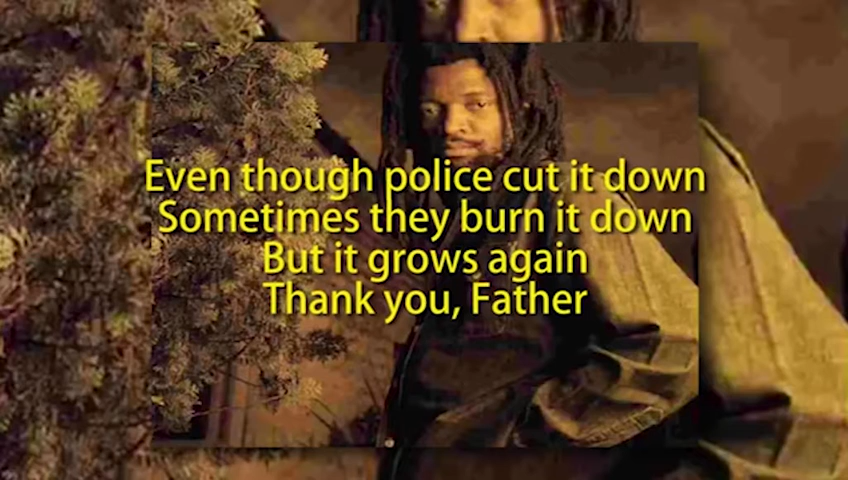 Even though police cut it down
Sometimes they burn it down
But it grows again
Thank you, Father